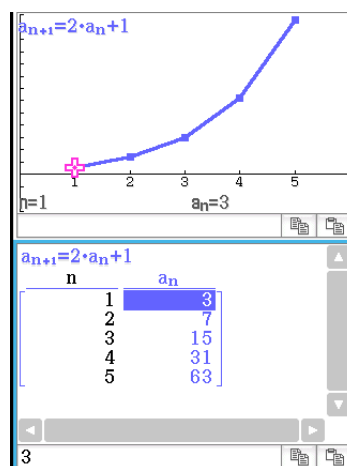 aₙ₊₁=2·aₙ+1
1 2 3 4 5
n=1 aₙ=3
aₙ₊₁=2·aₙ+1
n aₙ
1 3
2 7
3 15
4 31
5 63
3